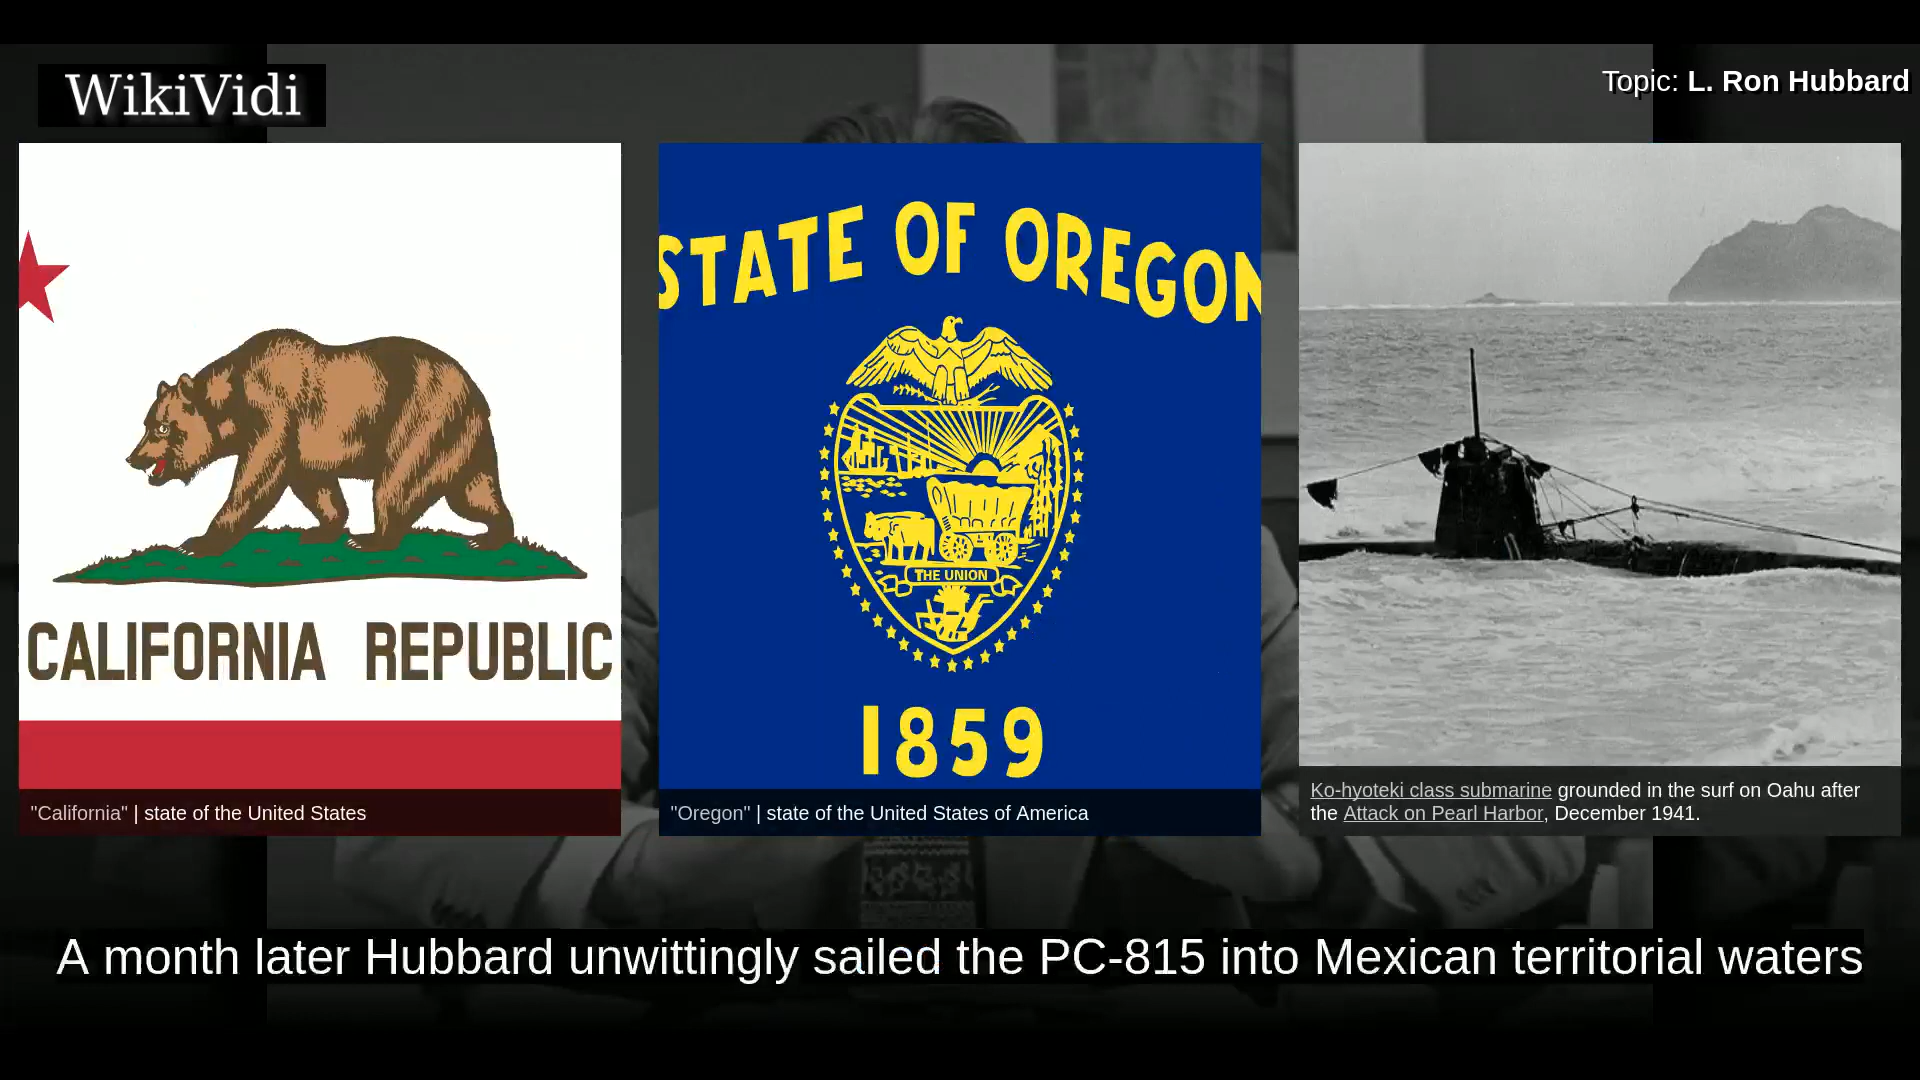 WikiVidi
Topic: L. Ron Hubbard
CALIFORNIA REPUBLIC
"California" | state of the United States
STATE OF OREGON
THE UNION
1859
"Oregon" | state of the United States of America
Ko-hyoteki class submarine grounded in the surf on Oahu after
the Attack on Pearl Harbor, December 1941.
A month later Hubbard unwittingly sailed the PC-815 into Mexican territorial waters